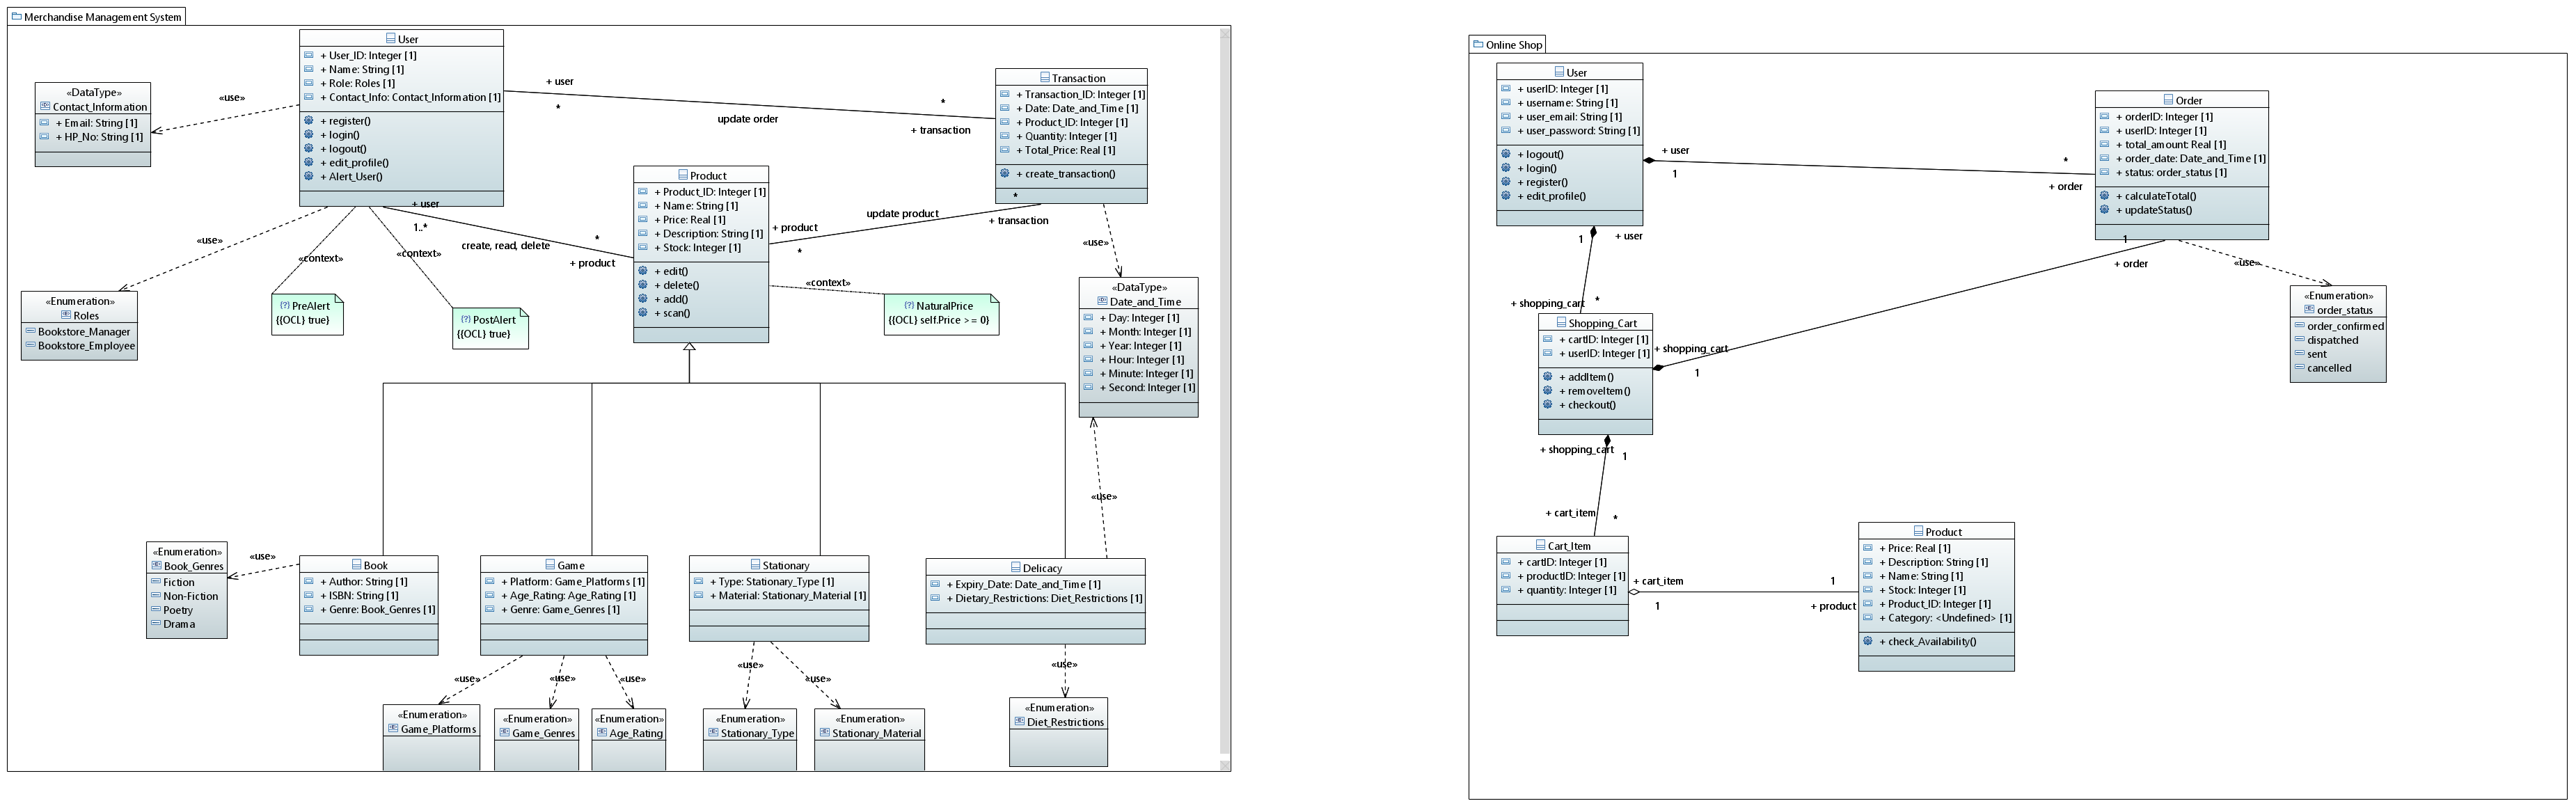 Merchandise Management System
User
+ User_ID: Integer [1]
+ Name: String [1]
+ Role: Roles [1]
+ Contact_Info: Contact_Information [1]
+ register()
+ login()
+ logout()
+ edit_profile()
+ Alert_User()
«DataType»
Contact_Information
+ Email: String [1]
+ HP_No: String [1]
«use»
+ user
*
update order
*
+ transaction
Transaction
+ Transaction_ID: Integer [1]
+ Date: Date_and_Time [1]
+ Product_ID: Integer [1]
+ Quantity: Integer [1]
+ Total_Price: Real [1]
+ create_transaction()
Product
+ Product_ID: Integer [1]
+ Name: String [1]
+ Price: Real [1]
+ Description: String [1]
+ Stock: Integer [1]
+ edit()
+ delete()
+ add()
+ scan()
+ user
1..*
create, read, delete
*
+ product
+ product
*
update product
*
+ transaction
«use»
«use»
«context»
«context»
«context»
«Enumeration»
Roles
Bookstore_Manager
Bookstore_Employee
PreAlert
{{OCL} true}
PostAlert
{{OCL} true}
NaturalPrice
{{OCL} self.Price >= 0}
«DataType»
Date_and_Time
+ Day: Integer [1]
+ Month: Integer [1]
+ Year: Integer [1]
+ Hour: Integer [1]
+ Minute: Integer [1]
+ Second: Integer [1]
«use»
«Enumeration»
Book_Genres
Fiction
Non-Fiction
Poetry
Drama
«use»
Book
+ Author: String [1]
+ ISBN: String [1]
+ Genre: Book_Genres [1]
Game
+ Platform: Game_Platforms [1]
+ Age_Rating: Age_Rating [1]
+ Genre: Game_Genres [1]
Stationary
+ Type: Stationary_Type [1]
+ Material: Stationary_Material [1]
Delicacy
+ Expiry_Date: Date_and_Time [1]
+ Dietary_Restrictions: Diet_Restrictions [1]
«use»
«use»
«use»
«use»
«use»
«use»
«Enumeration»
Game_Platforms
«Enumeration»
Game_Genres
«Enumeration»
Age_Rating
«Enumeration»
Stationary_Type
«Enumeration»
Stationary_Material
«Enumeration»
Diet_Restrictions
Online Shop
User
+ userID: Integer [1]
+ username: String [1]
+ user_email: String [1]
+ user_password: String [1]
+ logout()
+ login()
+ register()
+ edit_profile()
+ user
1
*
+ order
Order
+ orderID: Integer [1]
+ userID: Integer [1]
+ total_amount: Real [1]
+ order_date: Date_and_Time [1]
+ status: order_status [1]
+ calculateTotal()
+ updateStatus()
1
+ user
+ shopping_cart
*
1
+ order
«use»
«Enumeration»
order_status
order_confirmed
dispatched
sent
cancelled
Shopping_Cart
+ cartID: Integer [1]
+ userID: Integer [1]
+ addItem()
+ removeItem()
+ checkout()
+ shopping_cart
1
+ shopping_cart
1
+ cart_item
*
Cart_Item
+ cartID: Integer [1]
+ productID: Integer [1]
+ quantity: Integer [1]
+ cart_item
1
1
+ product
Product
+ Price: Real [1]
+ Description: String [1]
+ Name: String [1]
+ Stock: Integer [1]
+ Product_ID: Integer [1]
+ Category: <Undefined> [1]
+ check_Availability()